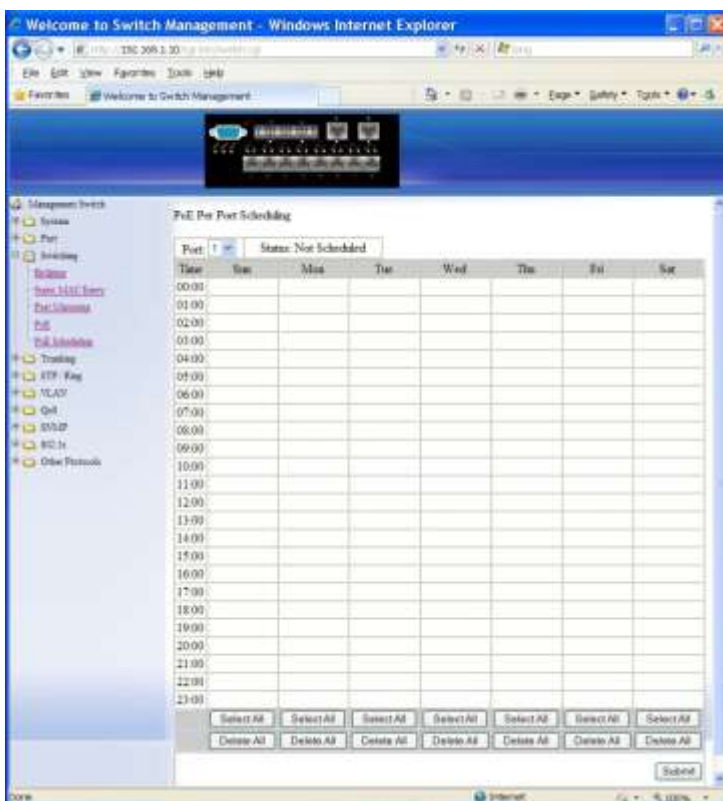 Welcome to Switch Management - Windows Internet Explorer
File Edit View Favorites Tools Help
Favorites Welcome to Switch Management Page Safety Tools
Management Switch
System
Port
Switching
Bridging
Static MAC Entry
Port Mirroring
PoE
PoE Scheduling
Trunking
STP / Ring
VLAN
QoS
SNMP
802.1x
Other Protocols
PoE Per Port Scheduling
Port 1 Status: Not Scheduled
Time Sun Mon Tue Wed Thu Fri Sat
00:00
01:00
02:00
03:00
04:00
05:00
06:00
07:00
08:00
09:00
10:00
11:00
12:00
13:00
14:00
15:00
16:00
17:00
18:00
19:00
20:00
21:00
22:00
23:00
Select All Select All Select All Select All Select All Select All Select All
Delete All Delete All Delete All Delete All Delete All Delete All Delete All
Submit
Done Internet 100%